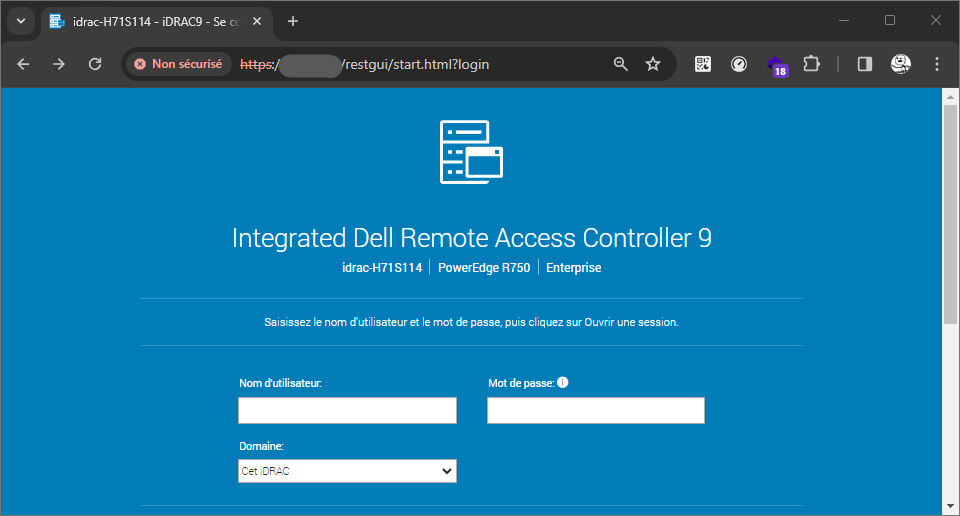 idrac-H71S114 - iDRAC9 - Se co
Non sécurisé https:/ /restgui/start.html?login
18
Integrated Dell Remote Access Controller 9
idrac-H71S114 | PowerEdge R750 | Enterprise
Saisissez le nom d'utilisateur et le mot de passe, puis cliquez sur Ouvrir une session.
Nom d'utilisateur: Mot de passe:
Domaine:
Cet iDRAC